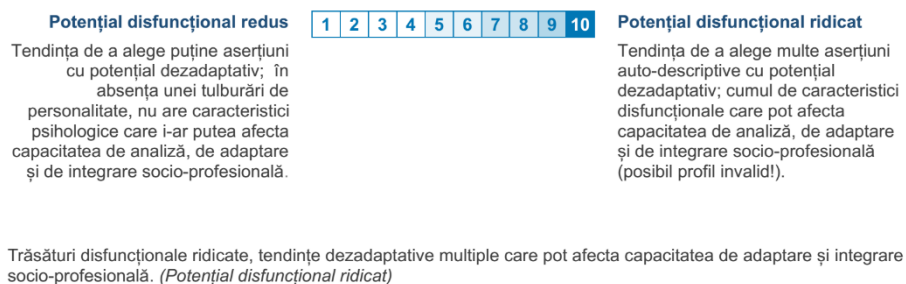 Potențial disfuncțional redus
Tendința de a alege puține aserțiuni
cu potențial dezadaptativ; în
absența unei tulburări de
personalitate, nu are caracteristici
psihologice care i-ar putea afecta
capacitatea de analiză, de adaptare
și de integrare socio-profesională.
1 2 3 4 5 6 7 8 9 10
Potențial disfuncțional ridicat
Tendința de a alege multe aserțiuni
auto-descriptive cu potențial
dezadaptativ; cumul de caracteristici
disfuncționale care pot afecta
capacitatea de analiză, de adaptare
și de integrare socio-profesională
(posibil profil invalid!).
Trăsături disfuncționale ridicate, tendințe dezadaptative multiple care pot afecta capacitatea de adaptare și integrare
socio-profesională. (Potențial disfuncțional ridicat)